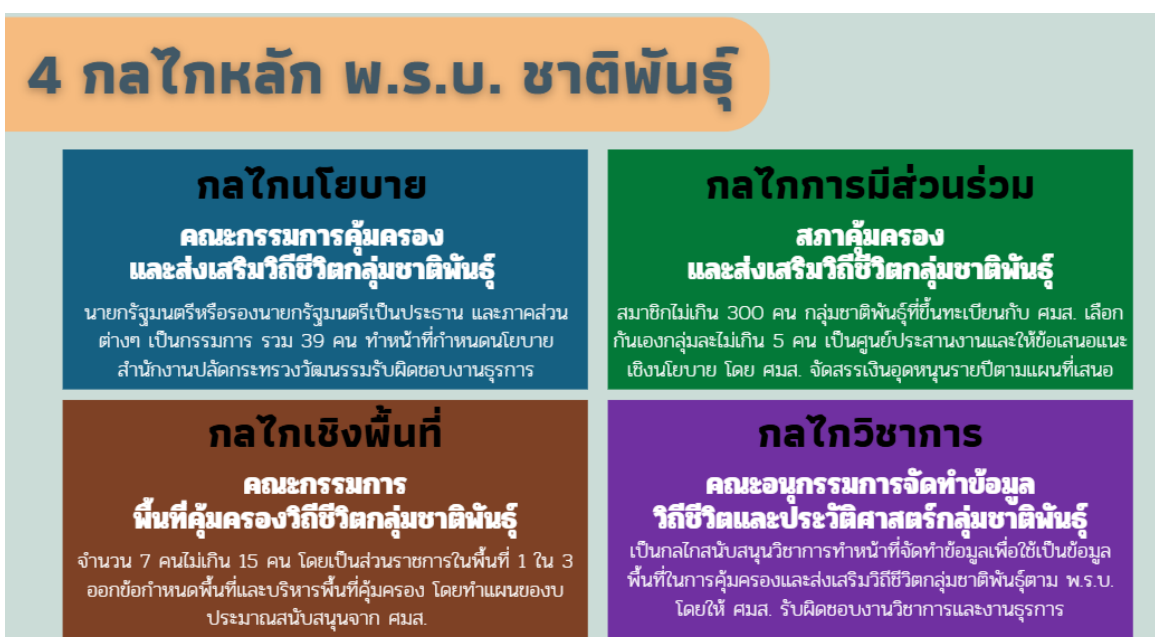 4 กลไกหลัก พ.ร.บ. ชาติพันธุ์
กลไกนโยบาย
คณะกรรมการคุ้มครอง
และส่งเสริมวิถีชีวิตกลุ่มชาติพันธุ์
นายกรัฐมนตรีหรือรองนายกรัฐมนตรีเป็นประธาน และภาคส่วน
ต่างๆ เป็นกรรมการ รวม 39 คน ทำหน้าที่กำหนดนโยบาย
สำนักงานปลัดกระทรวงวัฒนธรรมรับผิดชอบงานธุรการ
กลไกการมีส่วนร่วม
สภาคุ้มครอง
และส่งเสริมวิถีชีวิตกลุ่มชาติพันธุ์
สมาชิกไม่เกิน 300 คน กลุ่มชาติพันธุ์ที่ขึ้นทะเบียนกับ ศมส. เลือก
กันเองกลุ่มละไม่เกิน 5 คน เป็นศูนย์ประสานงานและให้ข้อเสนอแนะ
เชิงนโยบาย โดย ศมส. จัดสรรเงินอุดหนุนรายปีตามแผนที่เสนอ
กลไกเชิงพื้นที่
คณะกรรมการ
พื้นที่คุ้มครองวิถีชีวิตกลุ่มชาติพันธุ์
จำนวน 7 คนไม่เกิน 15 คน โดยเป็นส่วนราชการในพื้นที่ 1 ใน 3
ออกข้อกำหนดพื้นที่และบริหารพื้นที่คุ้มครอง โดยทำแผนของบ
ประมาณสนับสนุนจาก ศมส.
กลไกวิชาการ
คณะอนุกรรมการจัดทำข้อมูล
วิถีชีวิตและประวัติศาสตร์กลุ่มชาติพันธุ์
เป็นกลไกสนับสนุนวิชาการทำหน้าที่จัดทำข้อมูลเพื่อใช้เป็นข้อมูล
พื้นที่ในการคุ้มครองและส่งเสริมวิถีชีวิตกลุ่มชาติพันธุ์ตาม พ.ร.บ.
โดยให้ ศมส. รับผิดชอบงานวิชาการและงานธุรการ